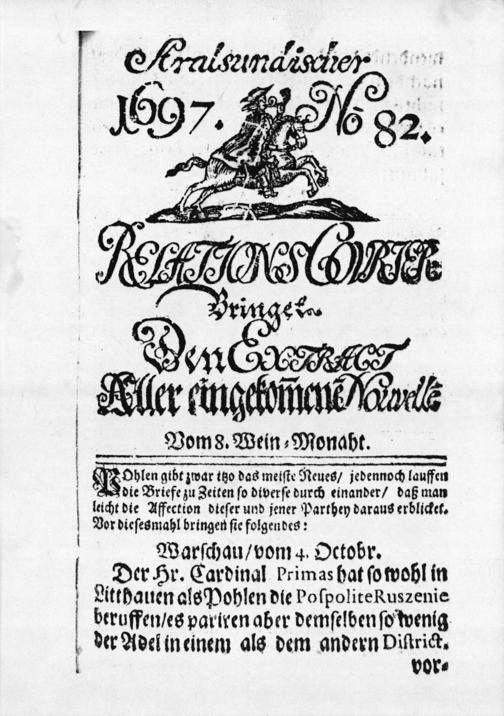 Stralsundischer
1697. No 82.
RELATIONS COURIER
Bringet
Den EXTRACT
Aller eingekom̃enẽ Nouvellẽ
Vom 8. Wein-Monaht.
POhlen gibt zwar itzo das meiste Neues/ jedennoch lauffen
die Briefe zu Zeiten so diverse durch einander/ daß man
leicht die Affection dieser und jener Parthey daraus erblicket.
Vor diesesmahl bringen sie folgendes:
Warschau/vom 4. Octobr.
Der Hr. Cardinal Primas hat so wohl in
Litthauen als Pohlen die Pospolite Ruszenie
beruffen/es pariren aber demselben so wenig
der Adel in einem als dem andern District.
vor-